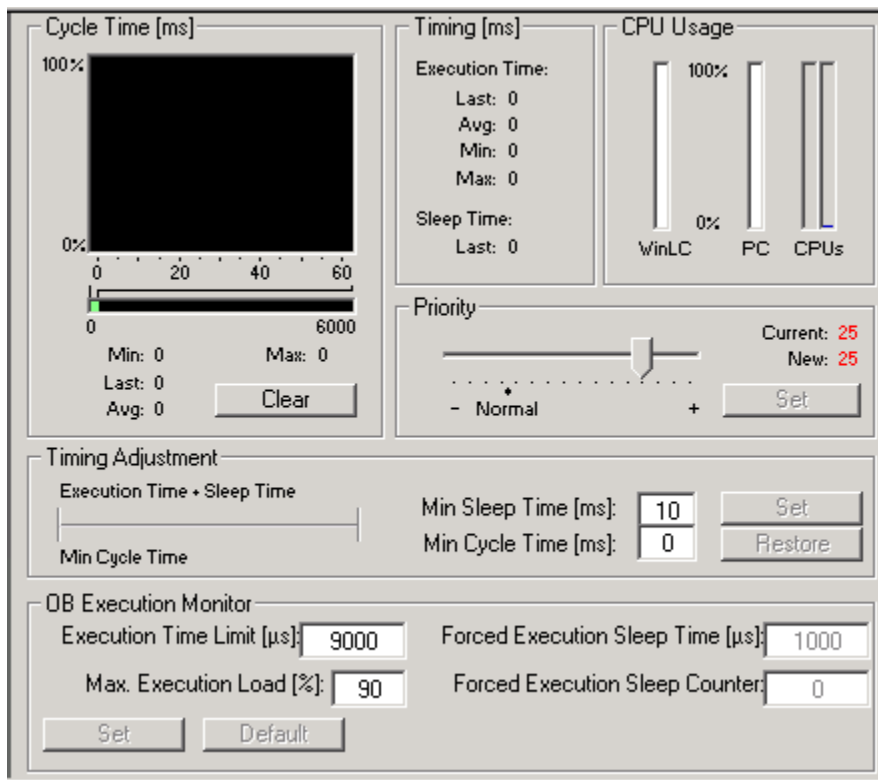 Cycle Time [ms]
100%
0%
0 20 40 60
0 6000
Min: 0 Max: 0
Last: 0
Avg: 0
Clear
Timing [ms]
Execution Time:
Last: 0
Avg: 0
Min: 0
Max: 0
Sleep Time:
Last: 0
CPU Usage
100%
0%
WinLC PC CPUs
Priority
Current: 25
New: 25
- Normal +
Set
Timing Adjustment
Execution Time + Sleep Time
Min Cycle Time
Min Sleep Time [ms]: 10 Set
Min Cycle Time [ms]: 0 Restore
OB Execution Monitor
Execution Time Limit [µs]: 9000 Forced Execution Sleep Time [µs]: 1000
Max. Execution Load [%]: 90 Forced Execution Sleep Counter: 0
Set Default